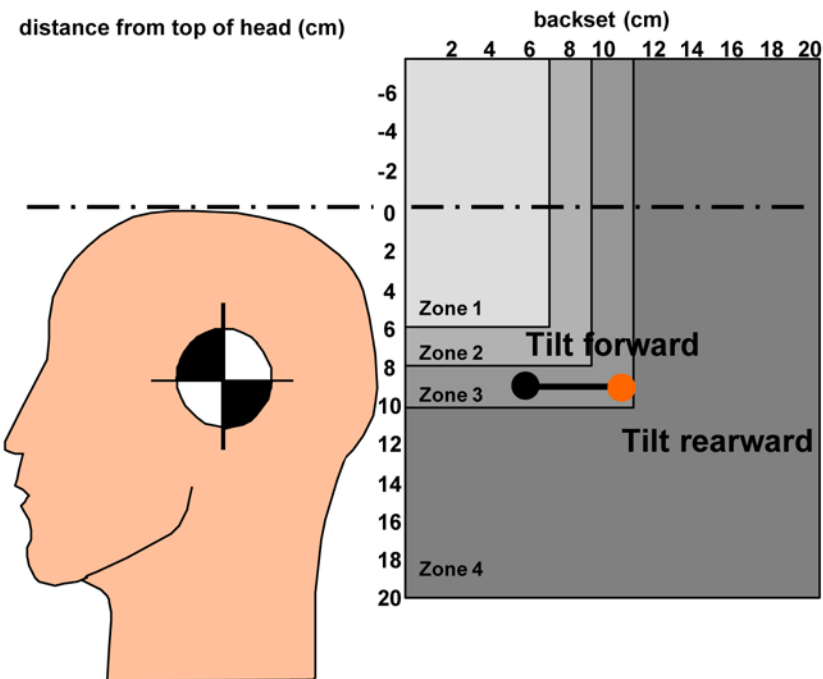 distance from top of head (cm)
backset (cm)
2 4 6 8 10 12 14 16 18 20
-6
-4
-2
0
2
4
6
8
10
12
14
16
18
20
Zone 1
Zone 2
Tilt forward
Zone 3
Tilt rearward
Zone 4